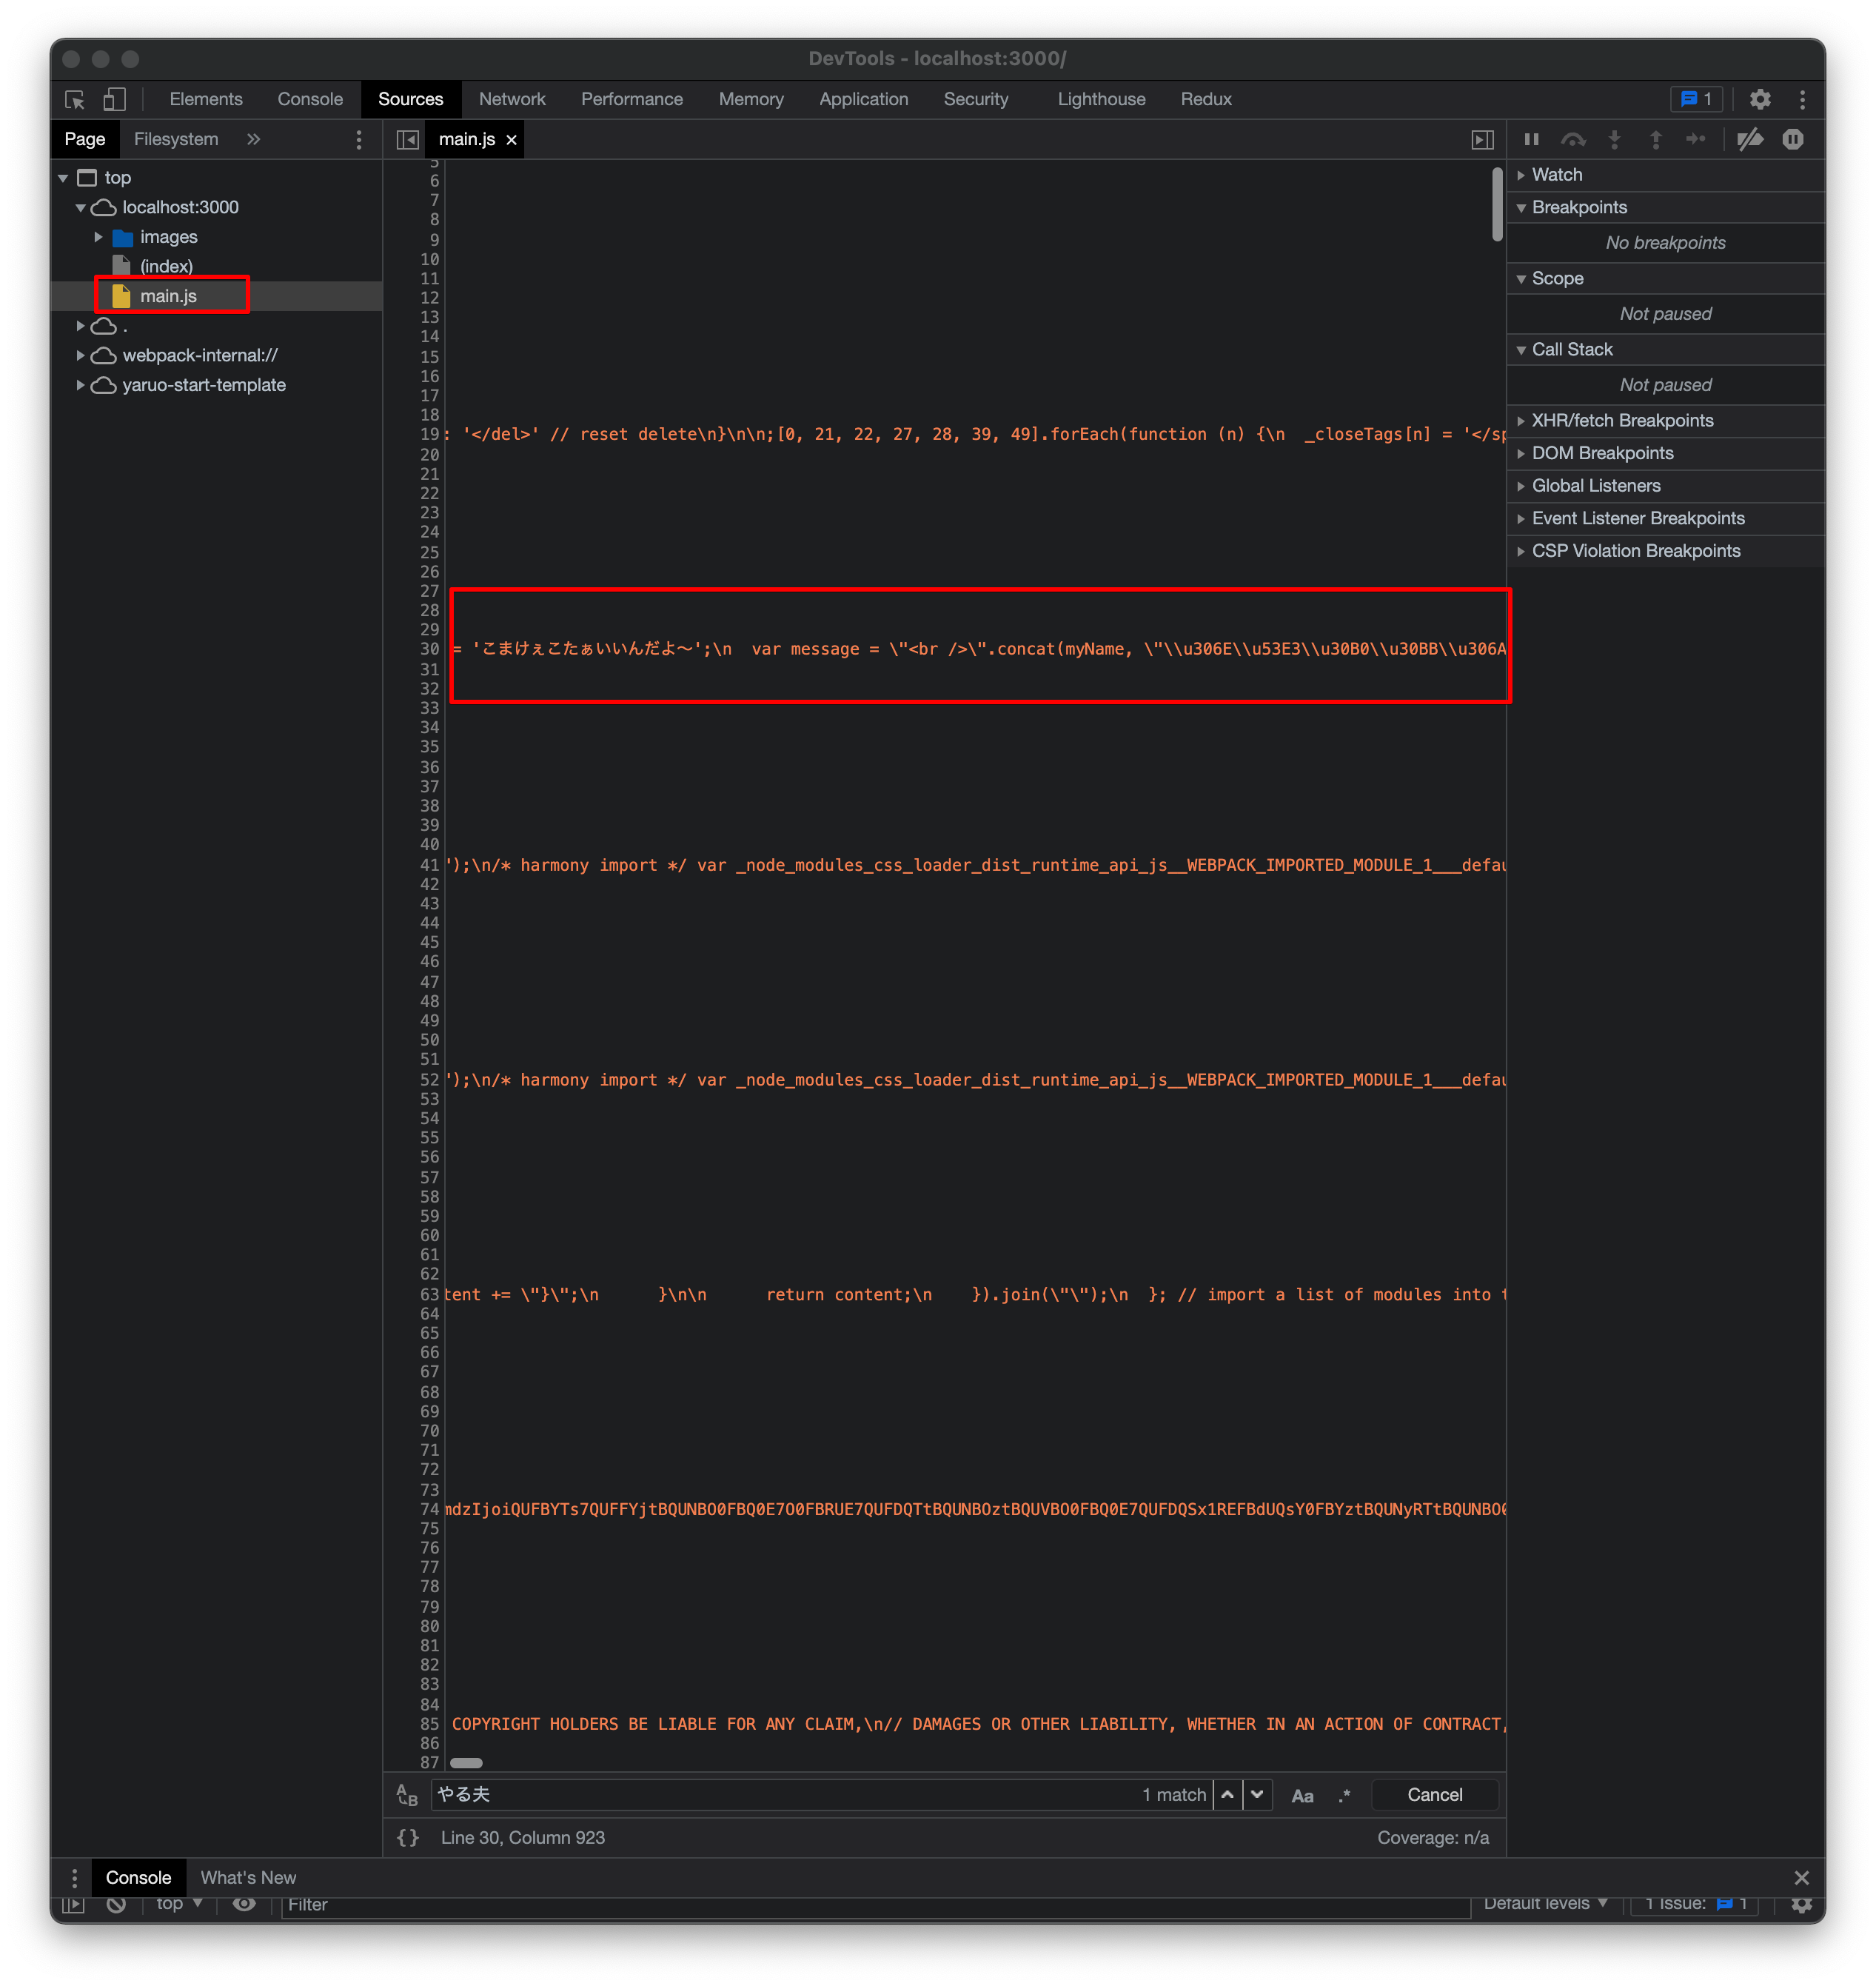 DevTools - localhost:3000/
Elements Console Sources Network Performance Memory Application Security Lighthouse Redux 1
Page Filesystem
main.js
top
localhost:3000
images
(index)
main.js
.
webpack-internal://
yaruo-start-template
5
6
7
8
9
10
11
12
13
14
15
16
17
18
19 : '</del>' // reset delete\n}\n\n;[0, 21, 22, 27, 28, 39, 49].forEach(function (n) {\n  _closeTags[n] = '</sp
20
21
22
23
24
25
26
27
28
29
30 = 'こまけぇこたぁいいんだよ〜';\n  var message = \"<br />\".concat(myName, \"\\u306E\\u53E3\\u30B0\\u30BB\\u306A
31
32
33
34
35
36
37
38
39
40
41 ');\n/* harmony import */ var _node_modules_css_loader_dist_runtime_api_js__WEBPACK_IMPORTED_MODULE_1___defau
42
43
44
45
46
47
48
49
50
51
52 ');\n/* harmony import */ var _node_modules_css_loader_dist_runtime_api_js__WEBPACK_IMPORTED_MODULE_1___defau
53
54
55
56
57
58
59
60
61
62
63 tent += \"}\";\n      }\n\n      return content;\n    }).join(\"\");\n  }; // import a list of modules into t
64
65
66
67
68
69
70
71
72
73
74 mdzIjoiQUFBYTs7QUFFYjtBQUNBO0FBQ0E7O0FBRUE7QUFDQTtBQUNBOztBQUVBO0FBQ0E7QUFDQSx1REFBdUQsY0FBYztBQUNyRTtBQUNBO0
75
76
77
78
79
80
81
82
83
84
85 COPYRIGHT HOLDERS BE LIABLE FOR ANY CLAIM,\n// DAMAGES OR OTHER LIABILITY, WHETHER IN AN ACTION OF CONTRACT,
86
87
やる夫 1 match Aa .* Cancel
{} Line 30, Column 923 Coverage: n/a
Watch
Breakpoints
No breakpoints
Scope
Not paused
Call Stack
Not paused
XHR/fetch Breakpoints
DOM Breakpoints
Global Listeners
Event Listener Breakpoints
CSP Violation Breakpoints
Console What's New
top Filter Default levels 1 Issue: 1